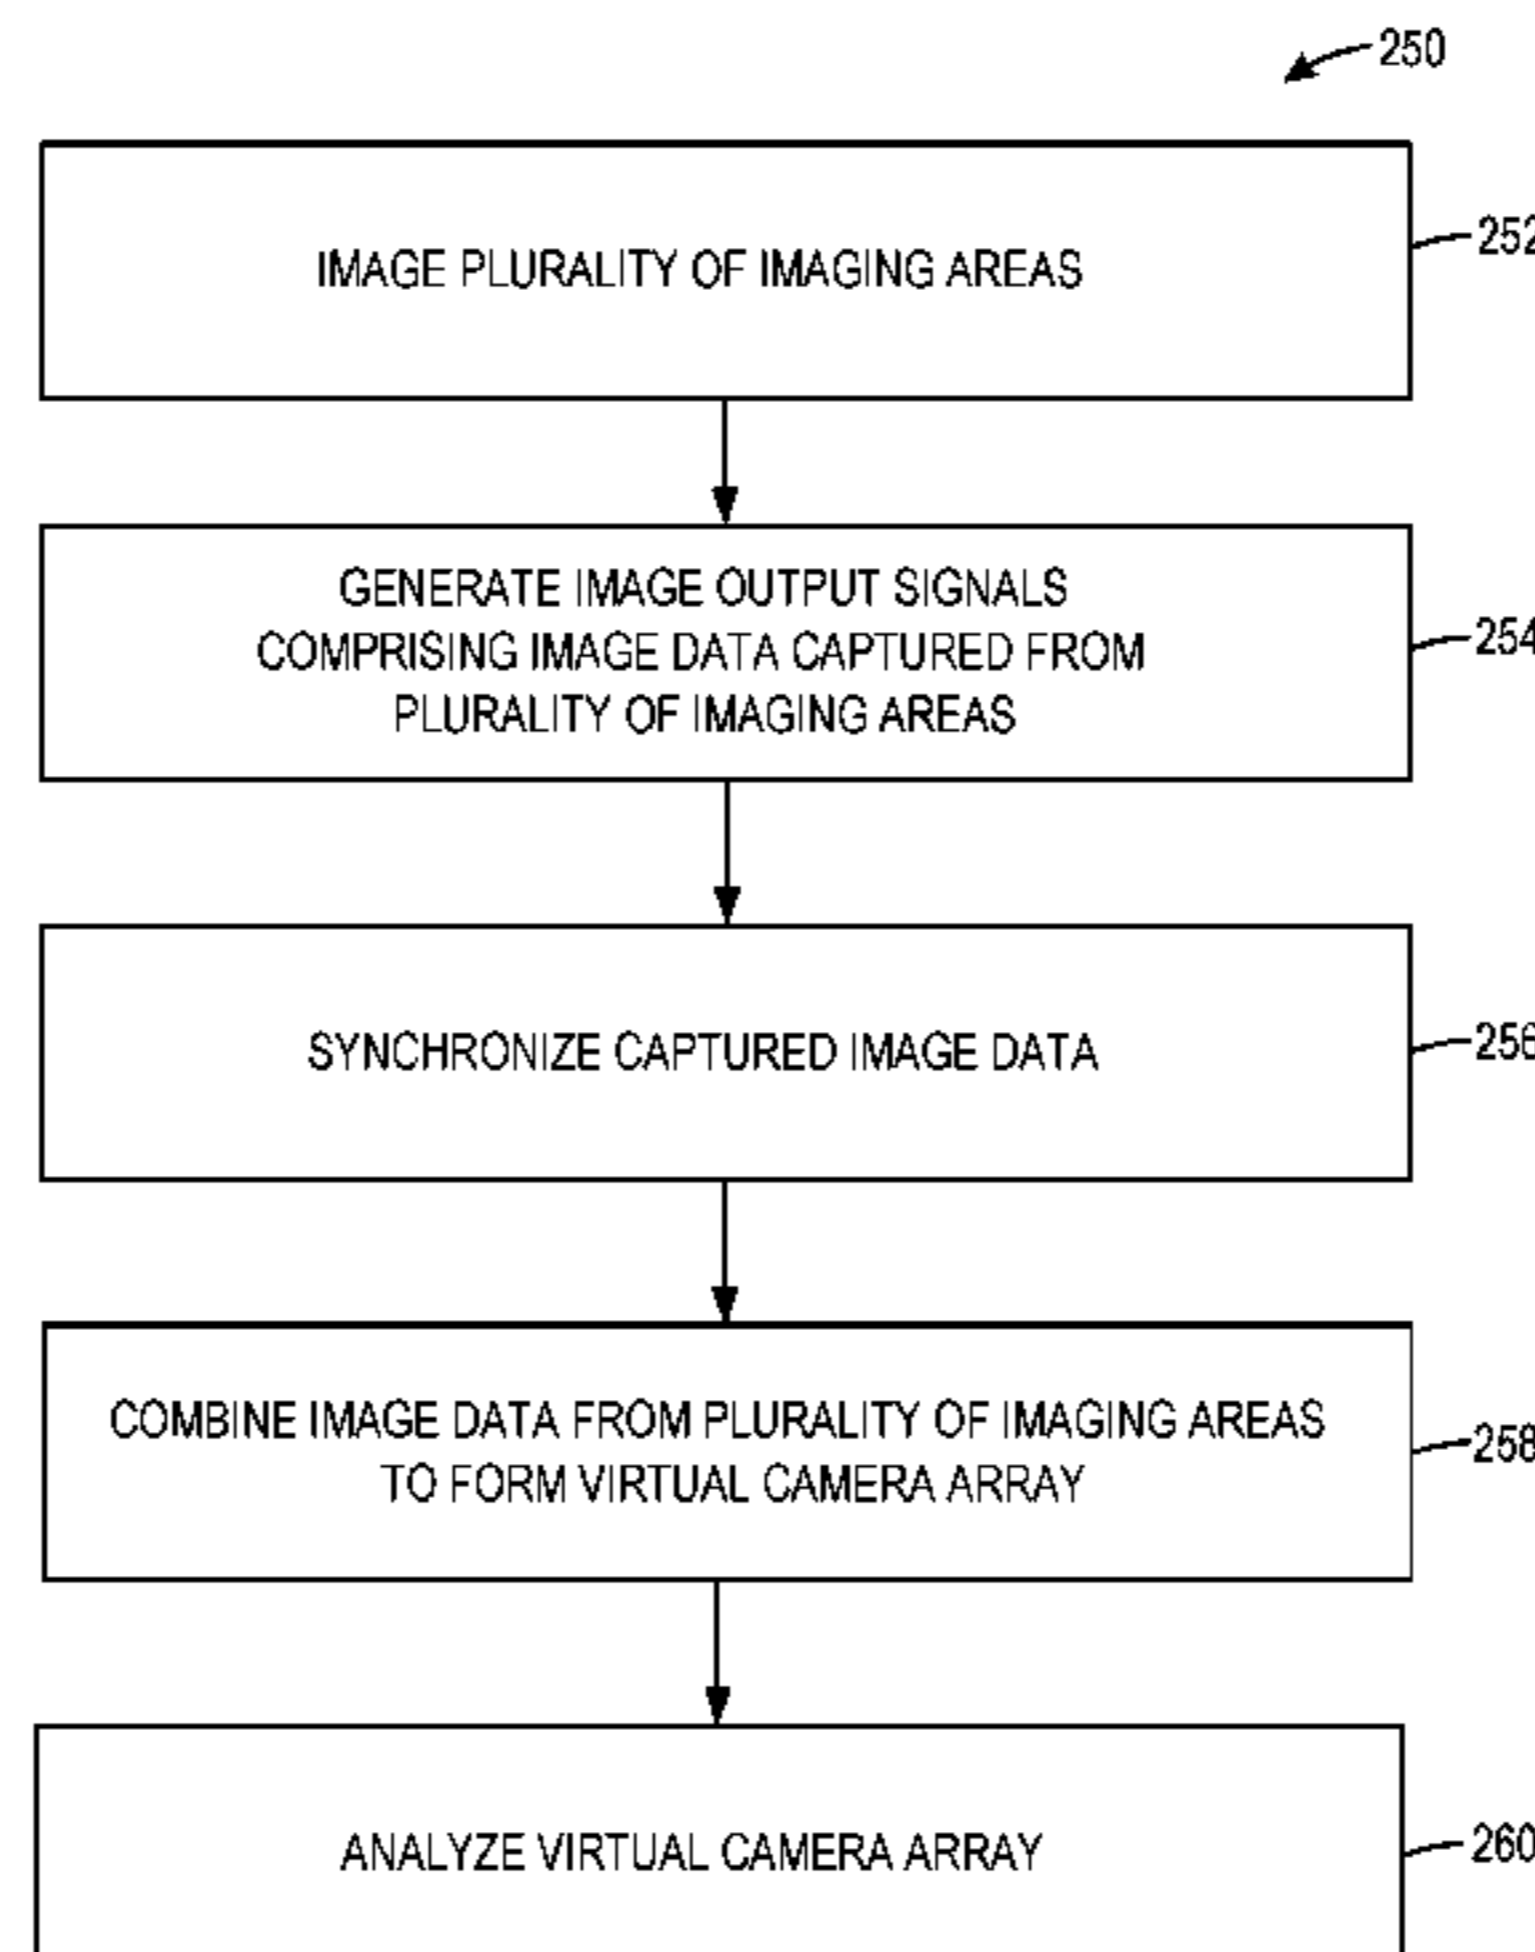 250
IMAGE PLURALITY OF IMAGING AREAS
252
GENERATE IMAGE OUTPUT SIGNALS
COMPRISING IMAGE DATA CAPTURED FROM
PLURALITY OF IMAGING AREAS
254
SYNCHRONIZE CAPTURED IMAGE DATA
256
COMBINE IMAGE DATA FROM PLURALITY OF IMAGING AREAS
TO FORM VIRTUAL CAMERA ARRAY
258
ANALYZE VIRTUAL CAMERA ARRAY
260